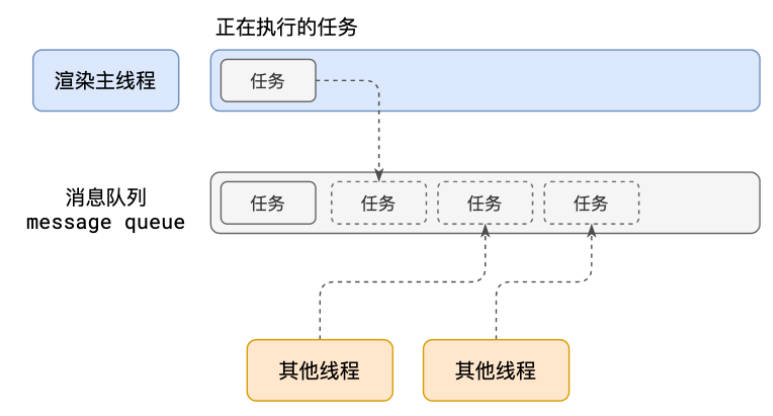 正在执行的任务
渲染主线程
任务
消息队列
message queue
任务
任务
任务
任务
其他线程
其他线程